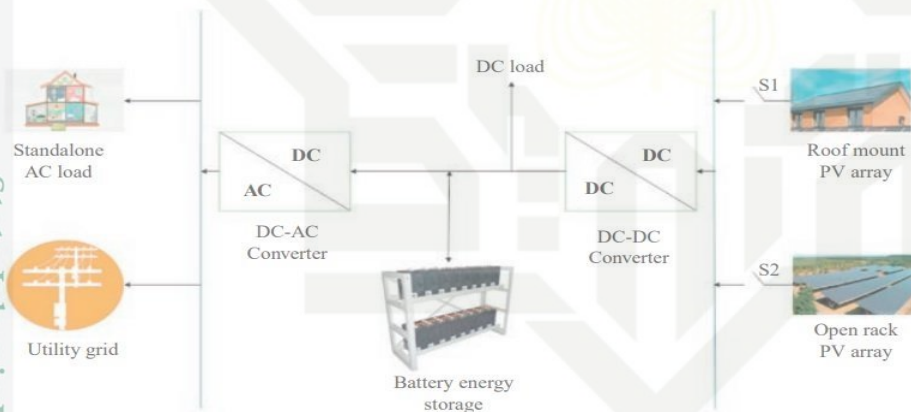 DC load
S1
Standalone
AC load
DC
AC
DC-AC
Converter
DC
DC
DC-DC
Converter
Roof mount
PV array
S2
Utility grid
Battery energy
storage
Open rack
PV array